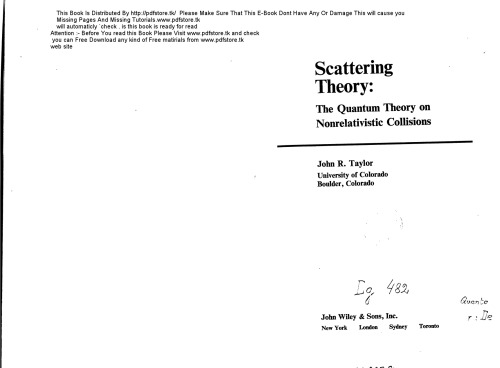 This Book Is Distributed By http://pdfstore.tk/ Please Make Sure That This E-Book Dont Have Any Or Damage This will cause you
Missing Pages And Missing Tutorials.www.pdfstore.tk
will automaticly `check . is this book is ready for read
Attention :- Before You read this Book Please Visit www.pdfstore.tk and check
you can Free Download any kind of Free matirials from www.pdfstore.tk
web site
Scattering
Theory:
The Quantum Theory on
Nonrelativistic Collisions
John R. Taylor
University of Colorado
Boulder, Colorado
482
John Wiley & Sons, Inc.
New York London Sydney Toronto